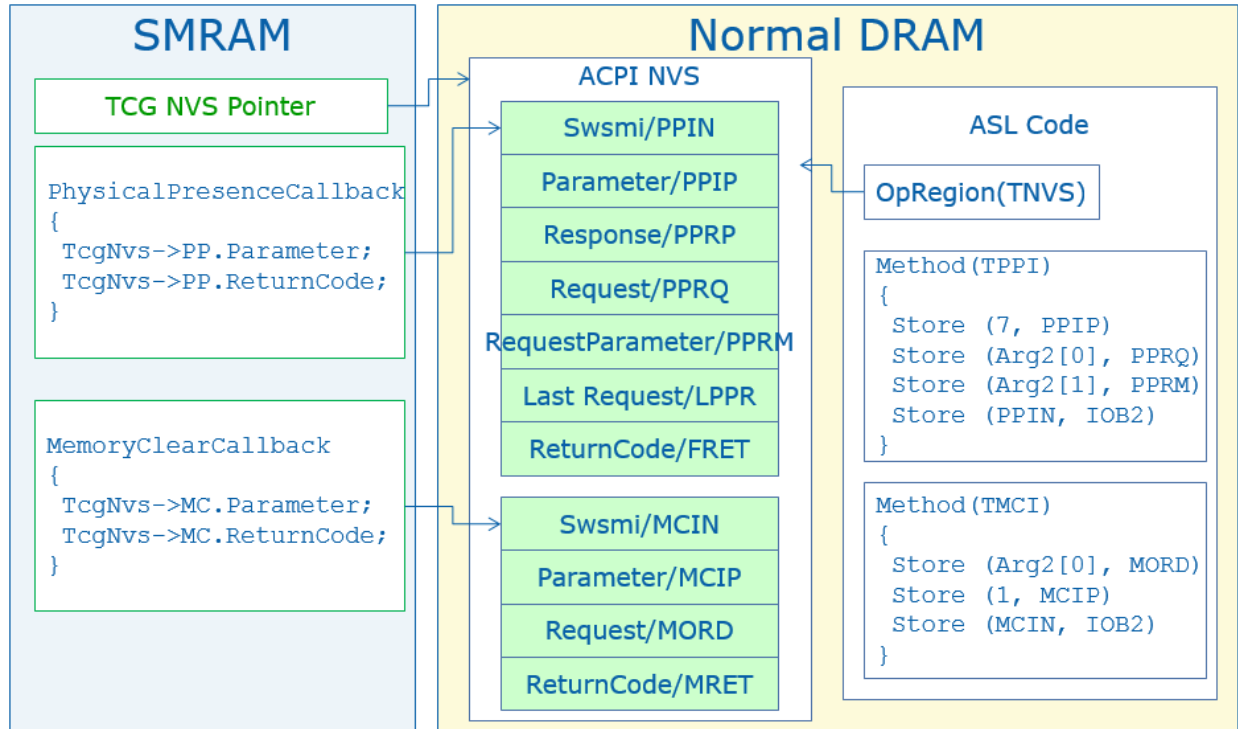 SMRAM
TCG NVS Pointer
PhysicalPresenceCallback
{
TcgNvs->PP.Parameter;
TcgNvs->PP.ReturnCode;
}
MemoryClearCallback
{
TcgNvs->MC.Parameter;
TcgNvs->MC.ReturnCode;
}
Normal DRAM
ACPI NVS
Swsmi/PPIN
Parameter/PPIP
Response/PPRP
Request/PPRQ
RequestParameter/PPRM
Last Request/LPPR
ReturnCode/FRET
Swsmi/MCIN
Parameter/MCIP
Request/MORD
ReturnCode/MRET
ASL Code
OpRegion(TNVS)
Method(TPPI)
{
Store (7, PPIP)
Store (Arg2[0], PPRQ)
Store (Arg2[1], PPRM)
Store (PPIN, IOB2)
}
Method(TMCI)
{
Store (Arg2[0], MORD)
Store (1, MCIP)
Store (MCIN, IOB2)
}